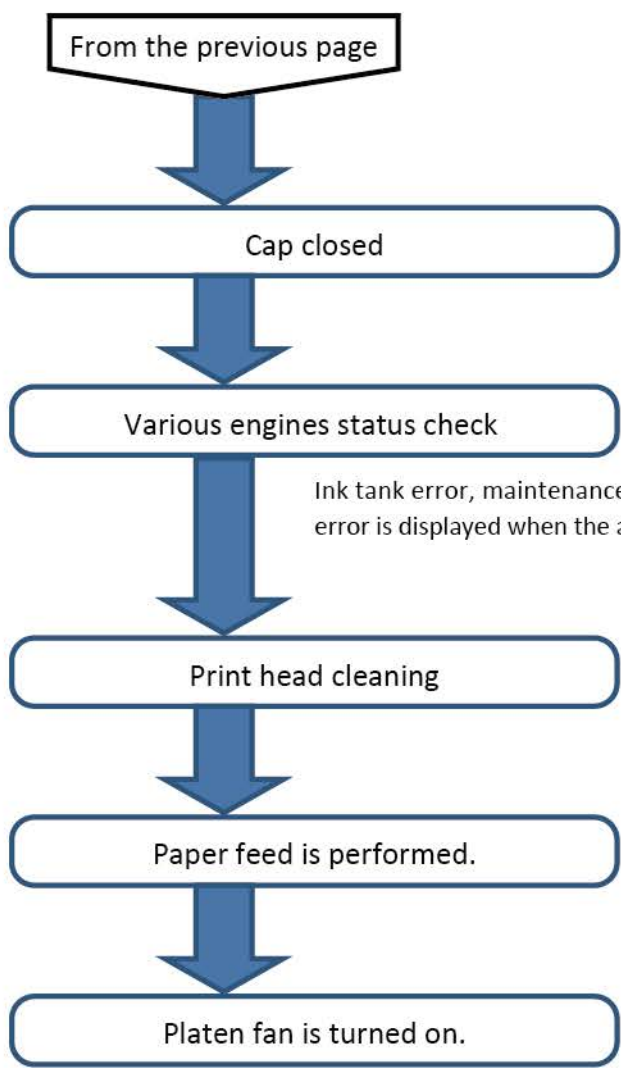 From the previous page
Cap closed
Various engines status check
Ink tank error, maintenance
error is displayed when the a
Print head cleaning
Paper feed is performed.
Platen fan is turned on.